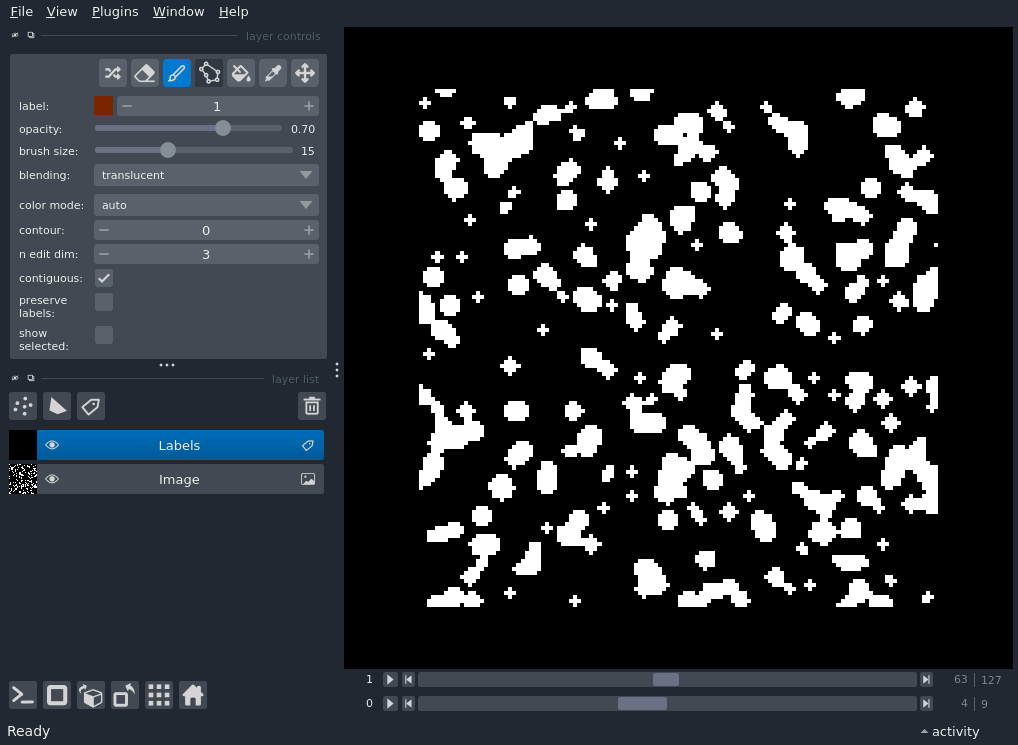 File View Plugins Window Help
layer controls
label: 1
opacity: 0.70
brush size: 15
blending: translucent
color mode: auto
contour: 0
n edit dim: 3
contiguous:
preserve
labels:
show
selected:
layer list
Labels
Image
1 63 127
0 4 9
Ready activity